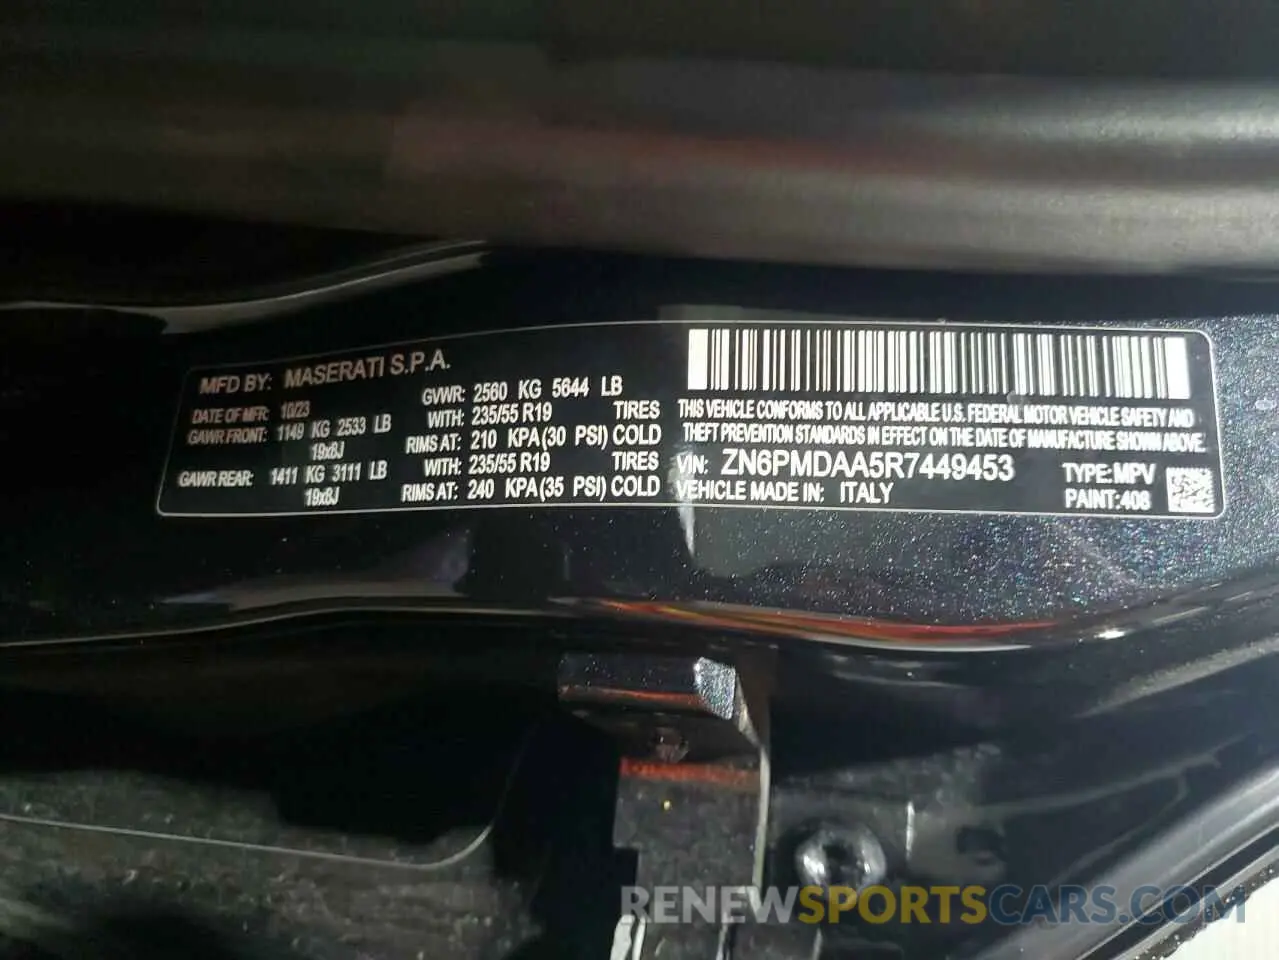 MFD BY: MASERATI S.P.A.
DATE OF MFR: 10/23
GVWR: 2560 KG 5644 LB
GAWR FRONT: 1149 KG 2533 LB
WITH: 235/55 R19 TIRES
19x8J
RIMS AT: 210 KPA(30 PSI) COLD
GAWR REAR: 1411 KG 3111 LB
WITH: 235/55 R19 TIRES
19x8J
RIMS AT: 240 KPA(35 PSI) COLD
THIS VEHICLE CONFORMS TO ALL APPLICABLE U.S. FEDERAL MOTOR VEHICLE SAFETY AND
THEFT PREVENTION STANDARDS IN EFFECT ON THE DATE OF MANUFACTURE SHOWN ABOVE.
VIN: ZN6PMDAA5R7449453 TYPE:MPV
VEHICLE MADE IN: ITALY PAINT:408
RENEWSPORTSCARS.COM